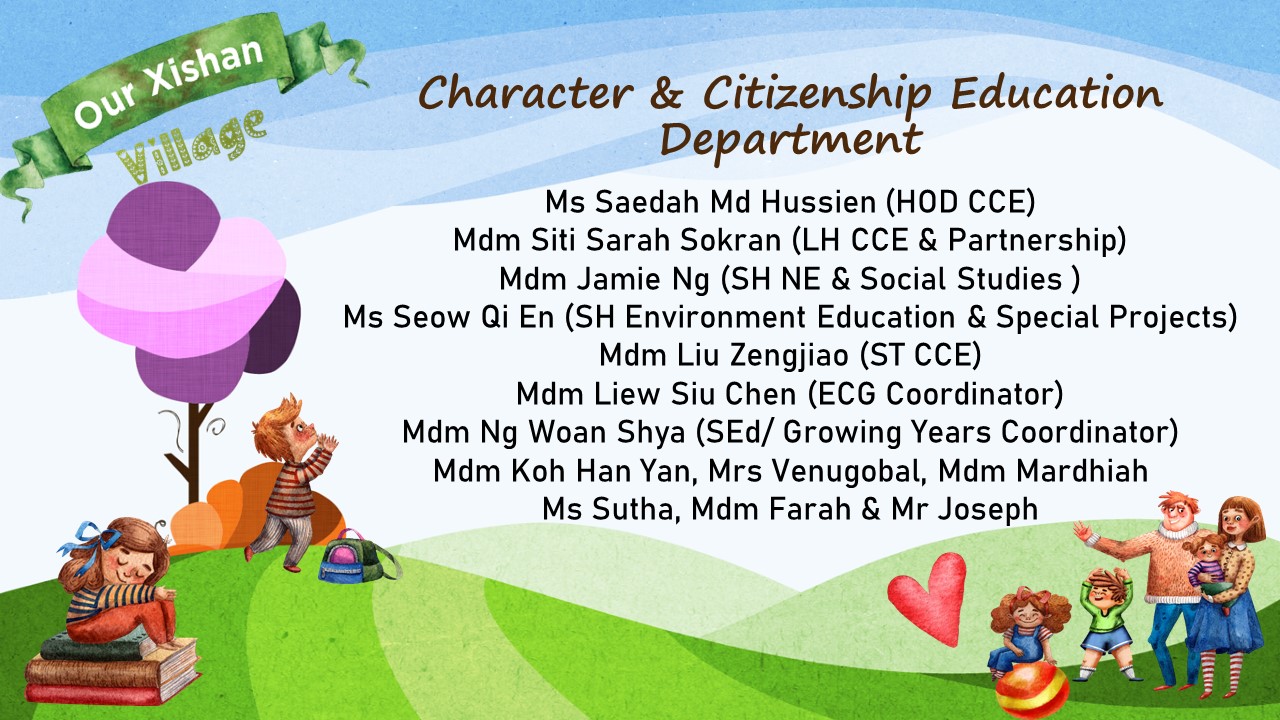 Our Xishan
Village
Character & Citizenship Education
Department
Ms Saedah Md Hussien (HOD CCE)
Mdm Siti Sarah Sokran (LH CCE & Partnership)
Mdm Jamie Ng (SH NE & Social Studies )
Ms Seow Qi En (SH Environment Education & Special Projects)
Mdm Liu Zengjiao (ST CCE)
Mdm Liew Siu Chen (ECG Coordinator)
Mdm Ng Woan Shya (SEd/ Growing Years Coordinator)
Mdm Koh Han Yan, Mrs Venugobal, Mdm Mardhiah
Ms Sutha, Mdm Farah & Mr Joseph